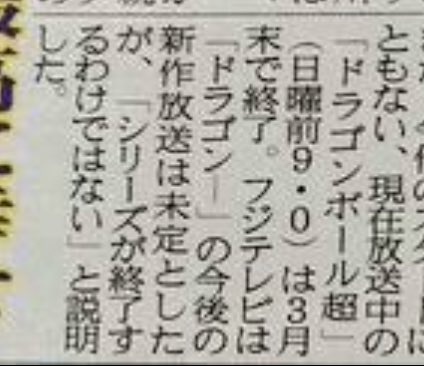 ともない、現在放送中の
「ドラゴンボール超」
（日曜前9・0）は3月
末で終了。フジテレビは
「ドラゴン―」の今後の
新作放送は未定とした
が、「シリーズが終了す
るわけではない」と説明
した。